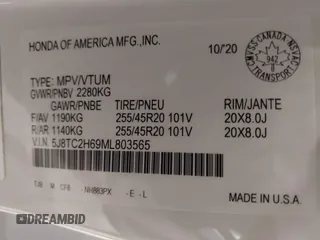 HONDA OF AMERICA MFG.,INC. 10/'20
CANADA
TRANSPORT
942
TYPE: MPV/VTUM
GVWR/PNBV 2280KG
GAWR/PNBE TIRE/PNEU RIM/JANTE
F/AV 1190KG 255/45R20 101V 20X8.0J
R/AR 1140KG 255/45R20 101V 20X8.0J
V.I.N. 5J8TC2H69ML803565
NH883PX -E -L
MADE IN U.S.A.
DREAMBID